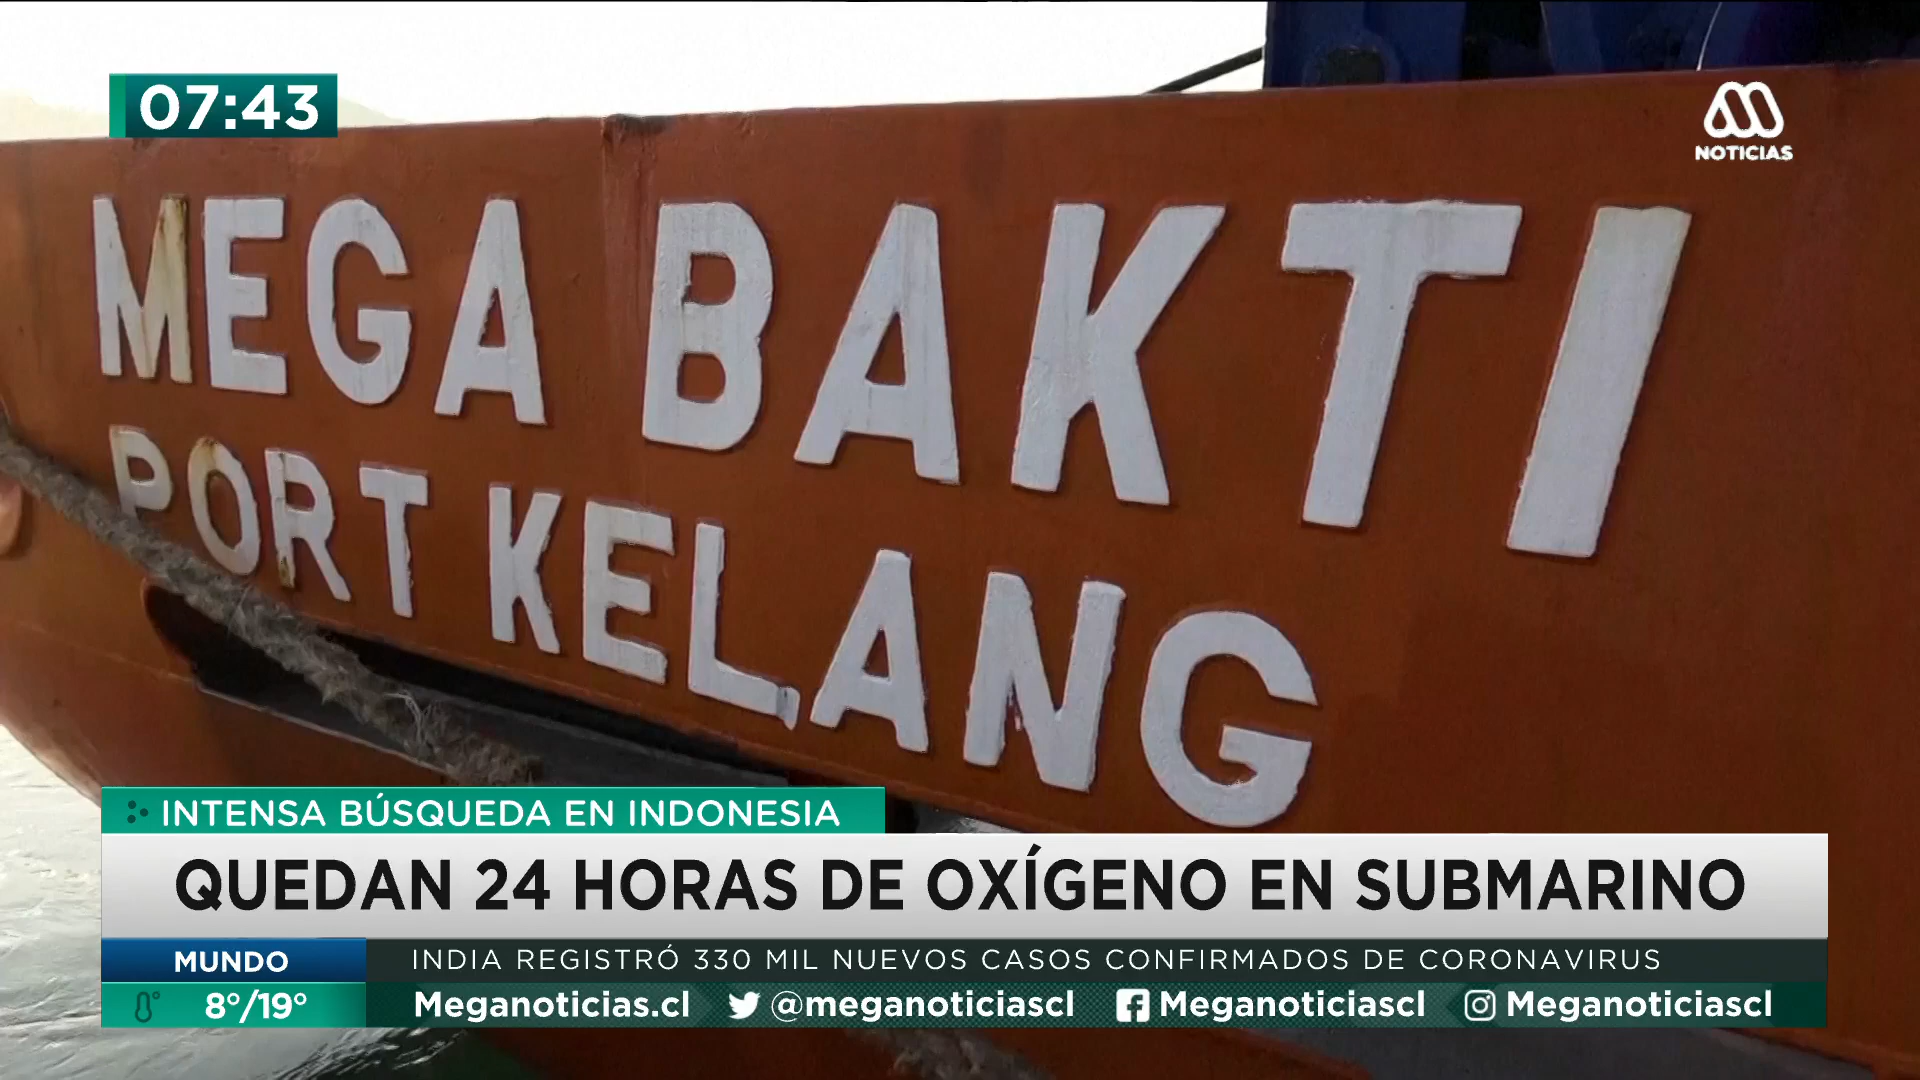 07:43
NOTICIAS
MEGA BAKTI
PORT KELANG
INTENSA BÚSQUEDA EN INDONESIA
QUEDAN 24 HORAS DE OXÍGENO EN SUBMARINO
MUNDO INDIA REGISTRÓ 330 MIL NUEVOS CASOS CONFIRMADOS DE CORONAVIRUS
8°/19° Meganoticias.cl @meganoticiascl Meganoticiascl Meganoticiascl